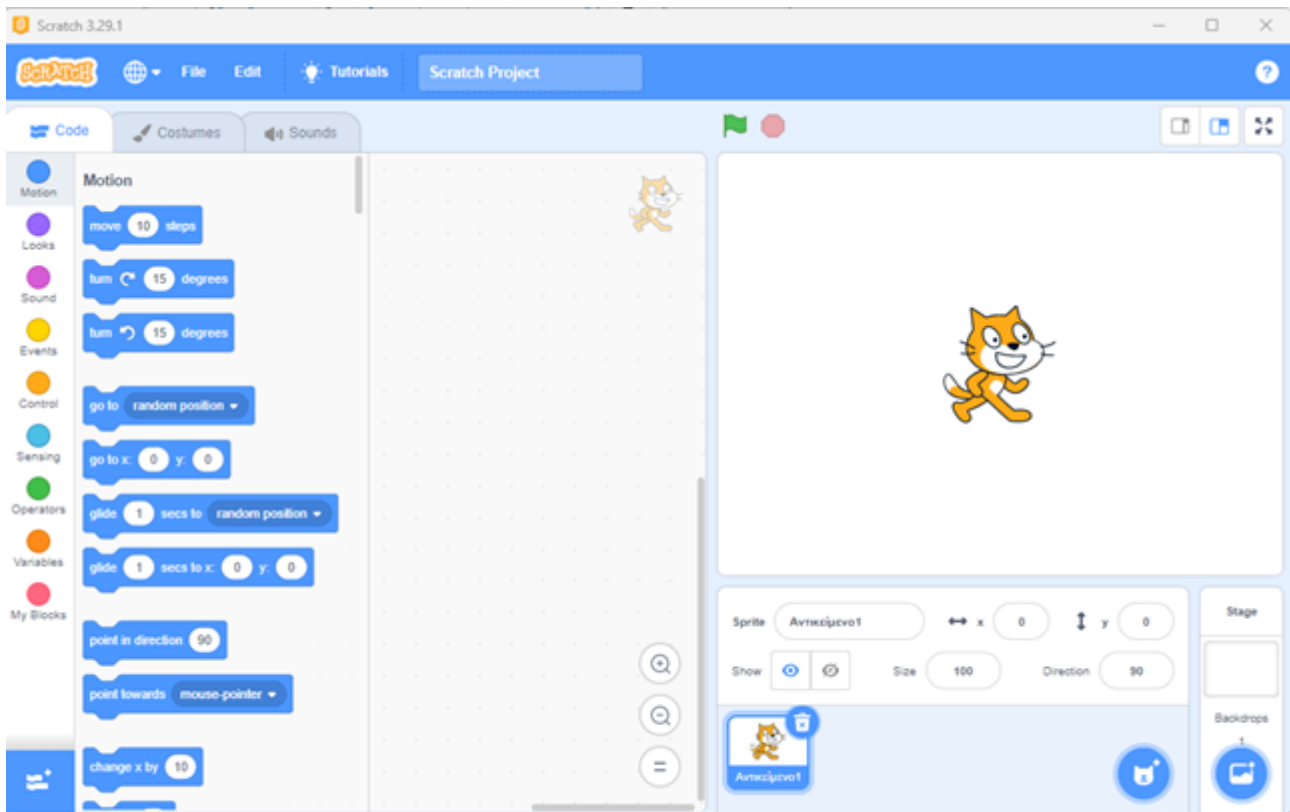 Scratch 3.29.1
SCRATCH File Edit Tutorials Scratch Project ?
Code Costumes Sounds
Motion
Looks
Sound
Events
Control
Sensing
Operators
Variables
My Blocks
Motion
move 10 steps
turn 15 degrees
turn 15 degrees
go to random position
go to x: 0 y: 0
glide 1 secs to random position
glide 1 secs to x: 0 y: 0
point in direction 90
point towards mouse-pointer
change x by 10
Sprite Αντικείμενο1 x 0 y 0
Show Size 100 Direction 90
Αντικείμενο1
Stage
Backdrops
1